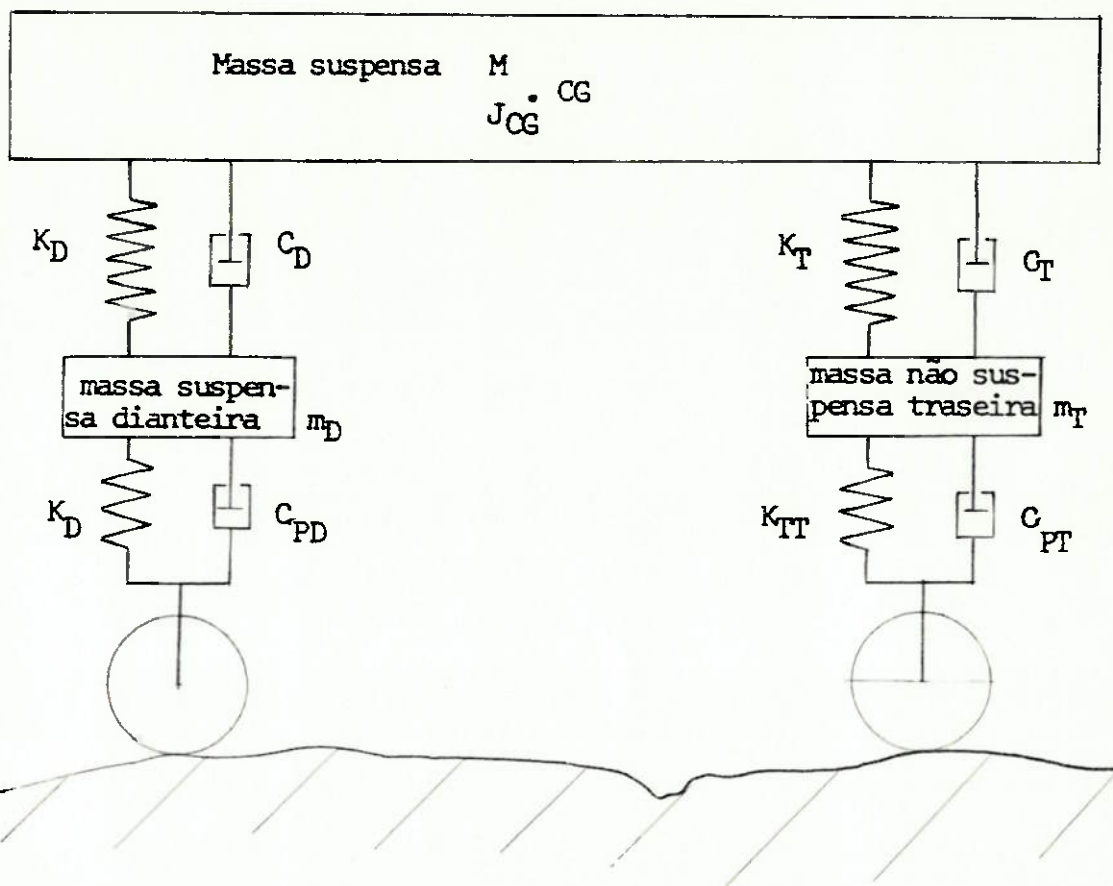 Massa suspensa M
CG
J_CG
K_D
C_D
K_T
C_T
massa suspen-
sa dianteira
m_D
massa não sus-
pensa traseira
m_T
K_D
C_PD
K_TT
C_PT